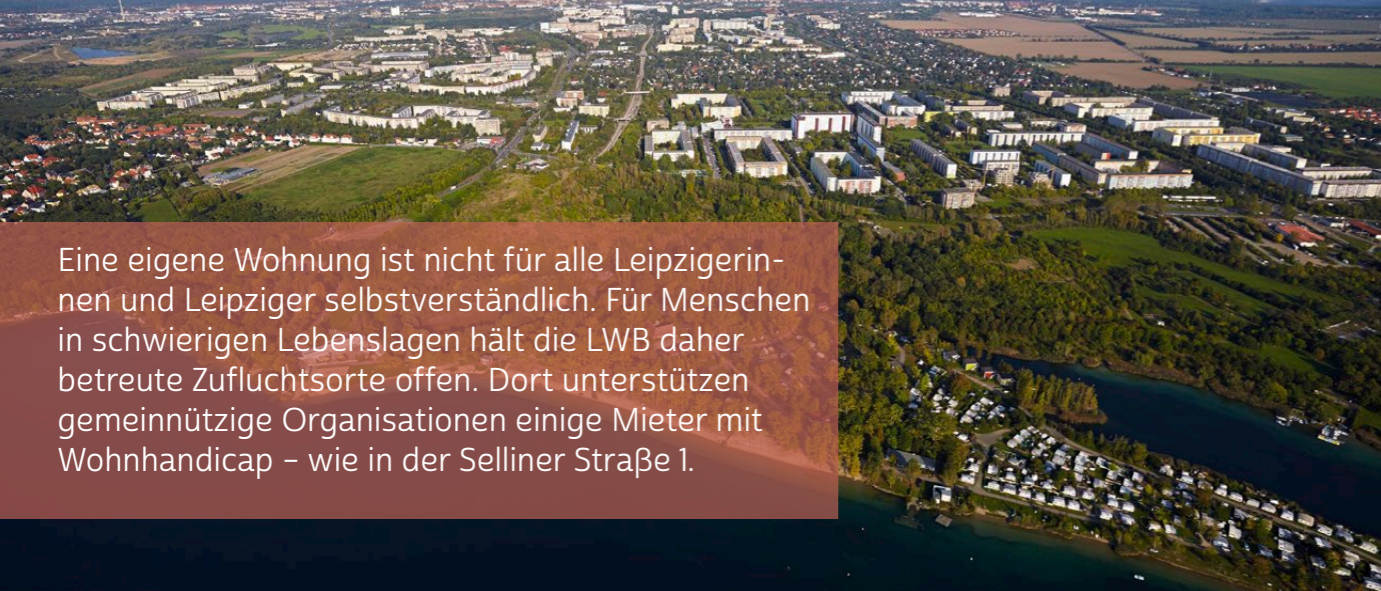 Eine eigene Wohnung ist nicht für alle Leipzigerin-
nen und Leipziger selbstverständlich. Für Menschen
in schwierigen Lebenslagen hält die LWB daher
betreute Zufluchtsorte offen. Dort unterstützen
gemeinnützige Organisationen einige Mieter mit
Wohnhandicap – wie in der Selliner Straße 1.